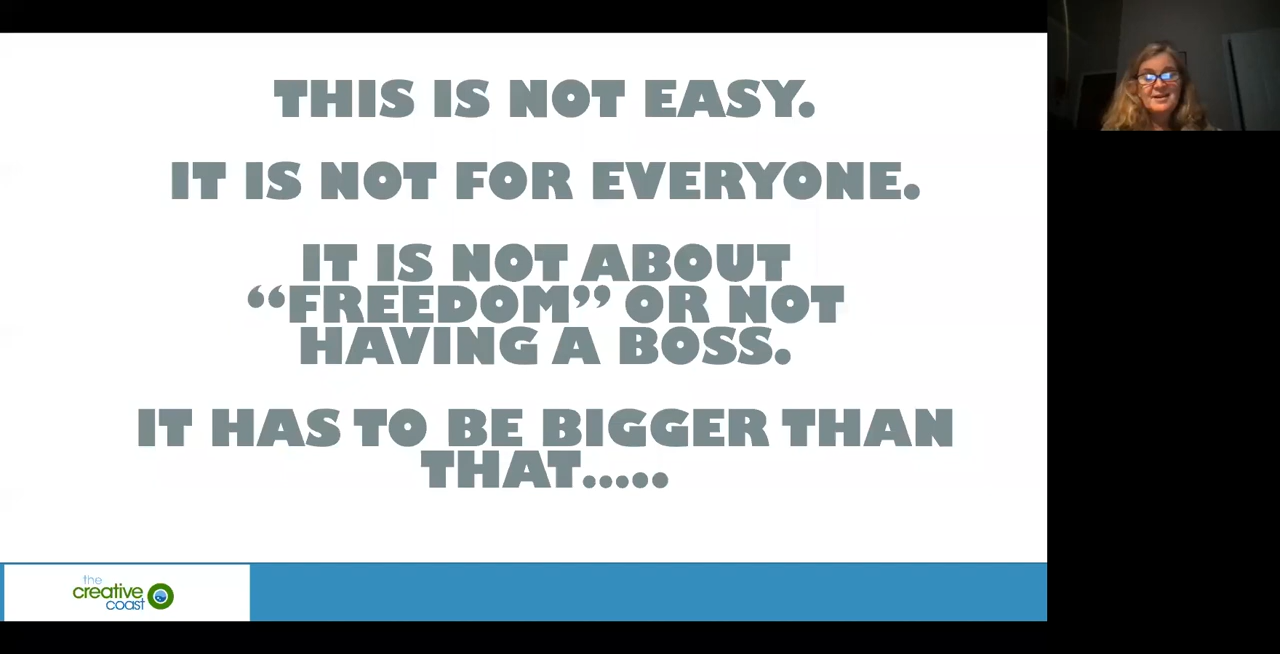 THIS IS NOT EASY.
IT IS NOT FOR EVERYONE.
IT IS NOT ABOUT
“FREEDOM” OR NOT
HAVING A BOSS.
IT HAS TO BE BIGGER THAN
THAT.....
the
creative
coast